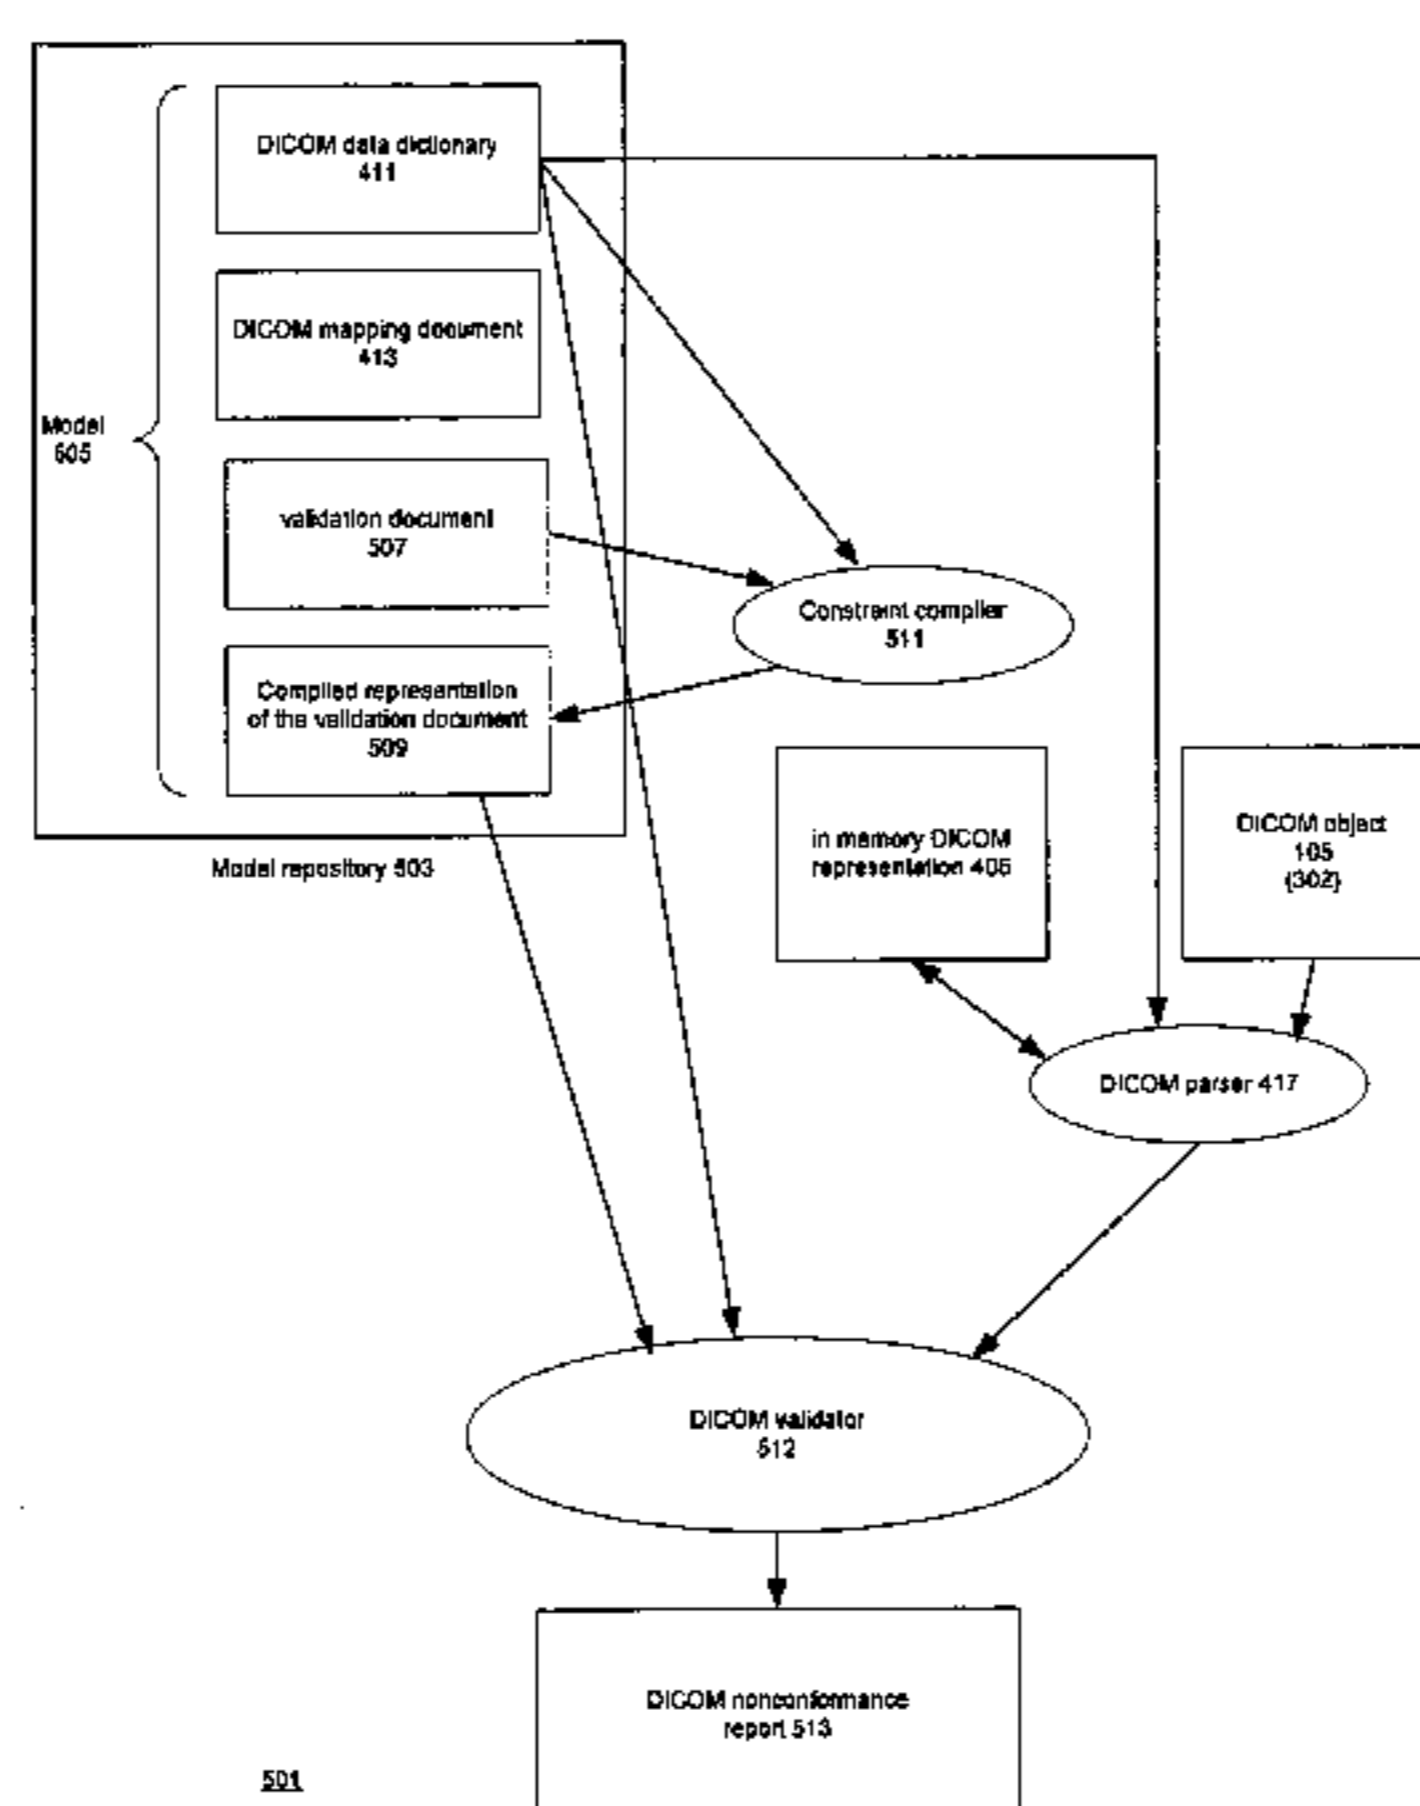 DICOM data dictionary
411
DICOM mapping document
413
Model
505
validation document
507
Compiled representation
of the validation document
509
Model repository 503
Constraint compiler
511
in memory DICOM
representation 405
DICOM object
105
(302)
DICOM parser 417
DICOM validator
512
DICOM nonconformance
report 513
501